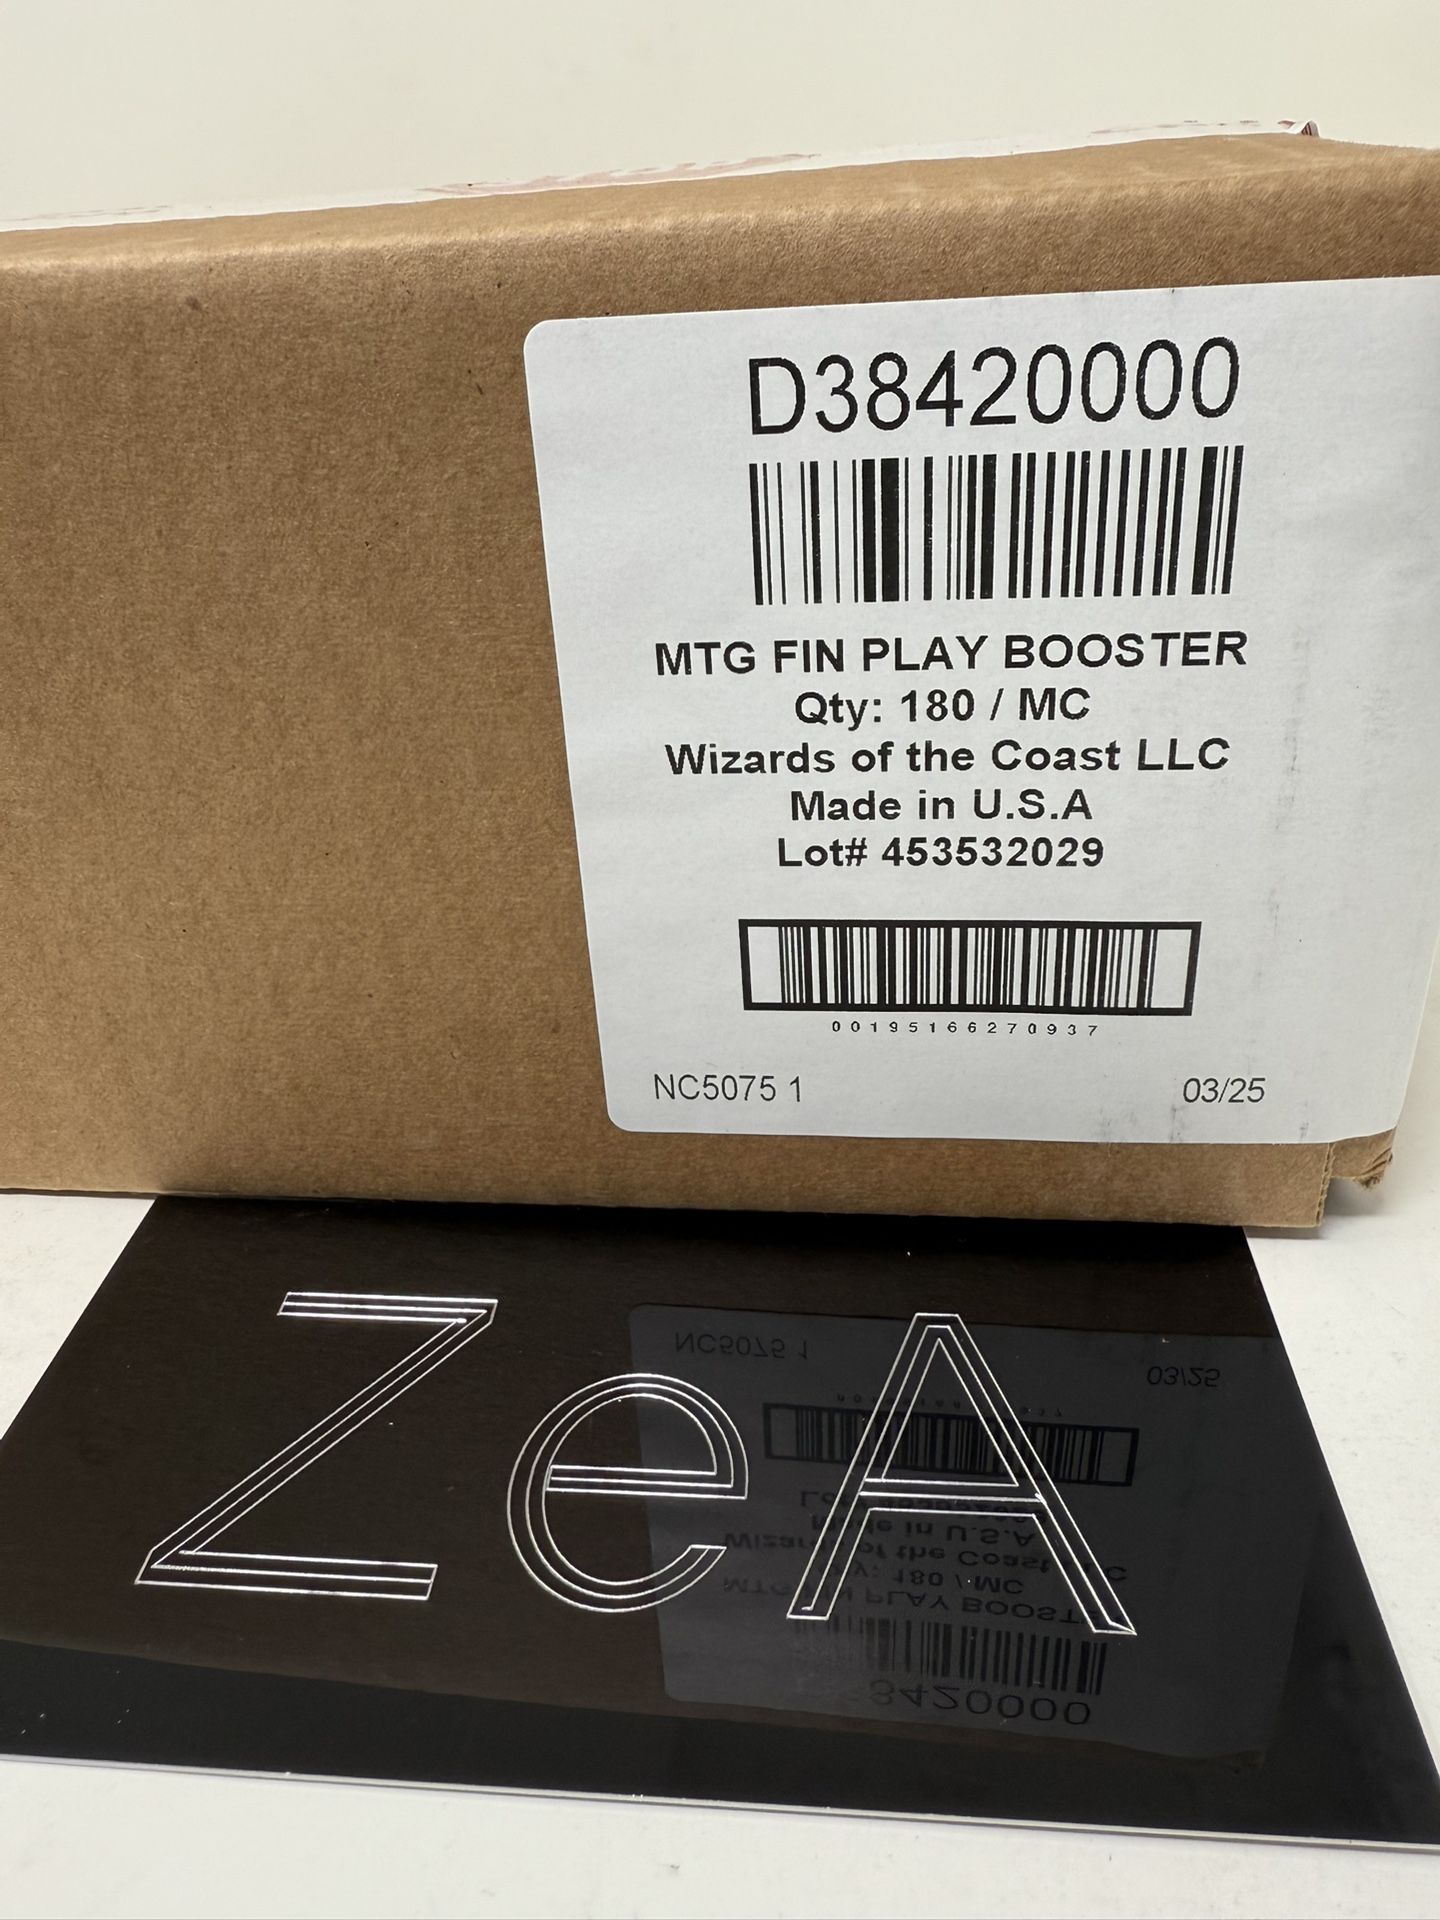 D38420000
MTG FIN PLAY BOOSTER
Qty: 180 / MC
Wizards of the Coast LLC
Made in U.S.A
Lot# 453532029
00195166270937
NC5075 1
03/25
ZeA